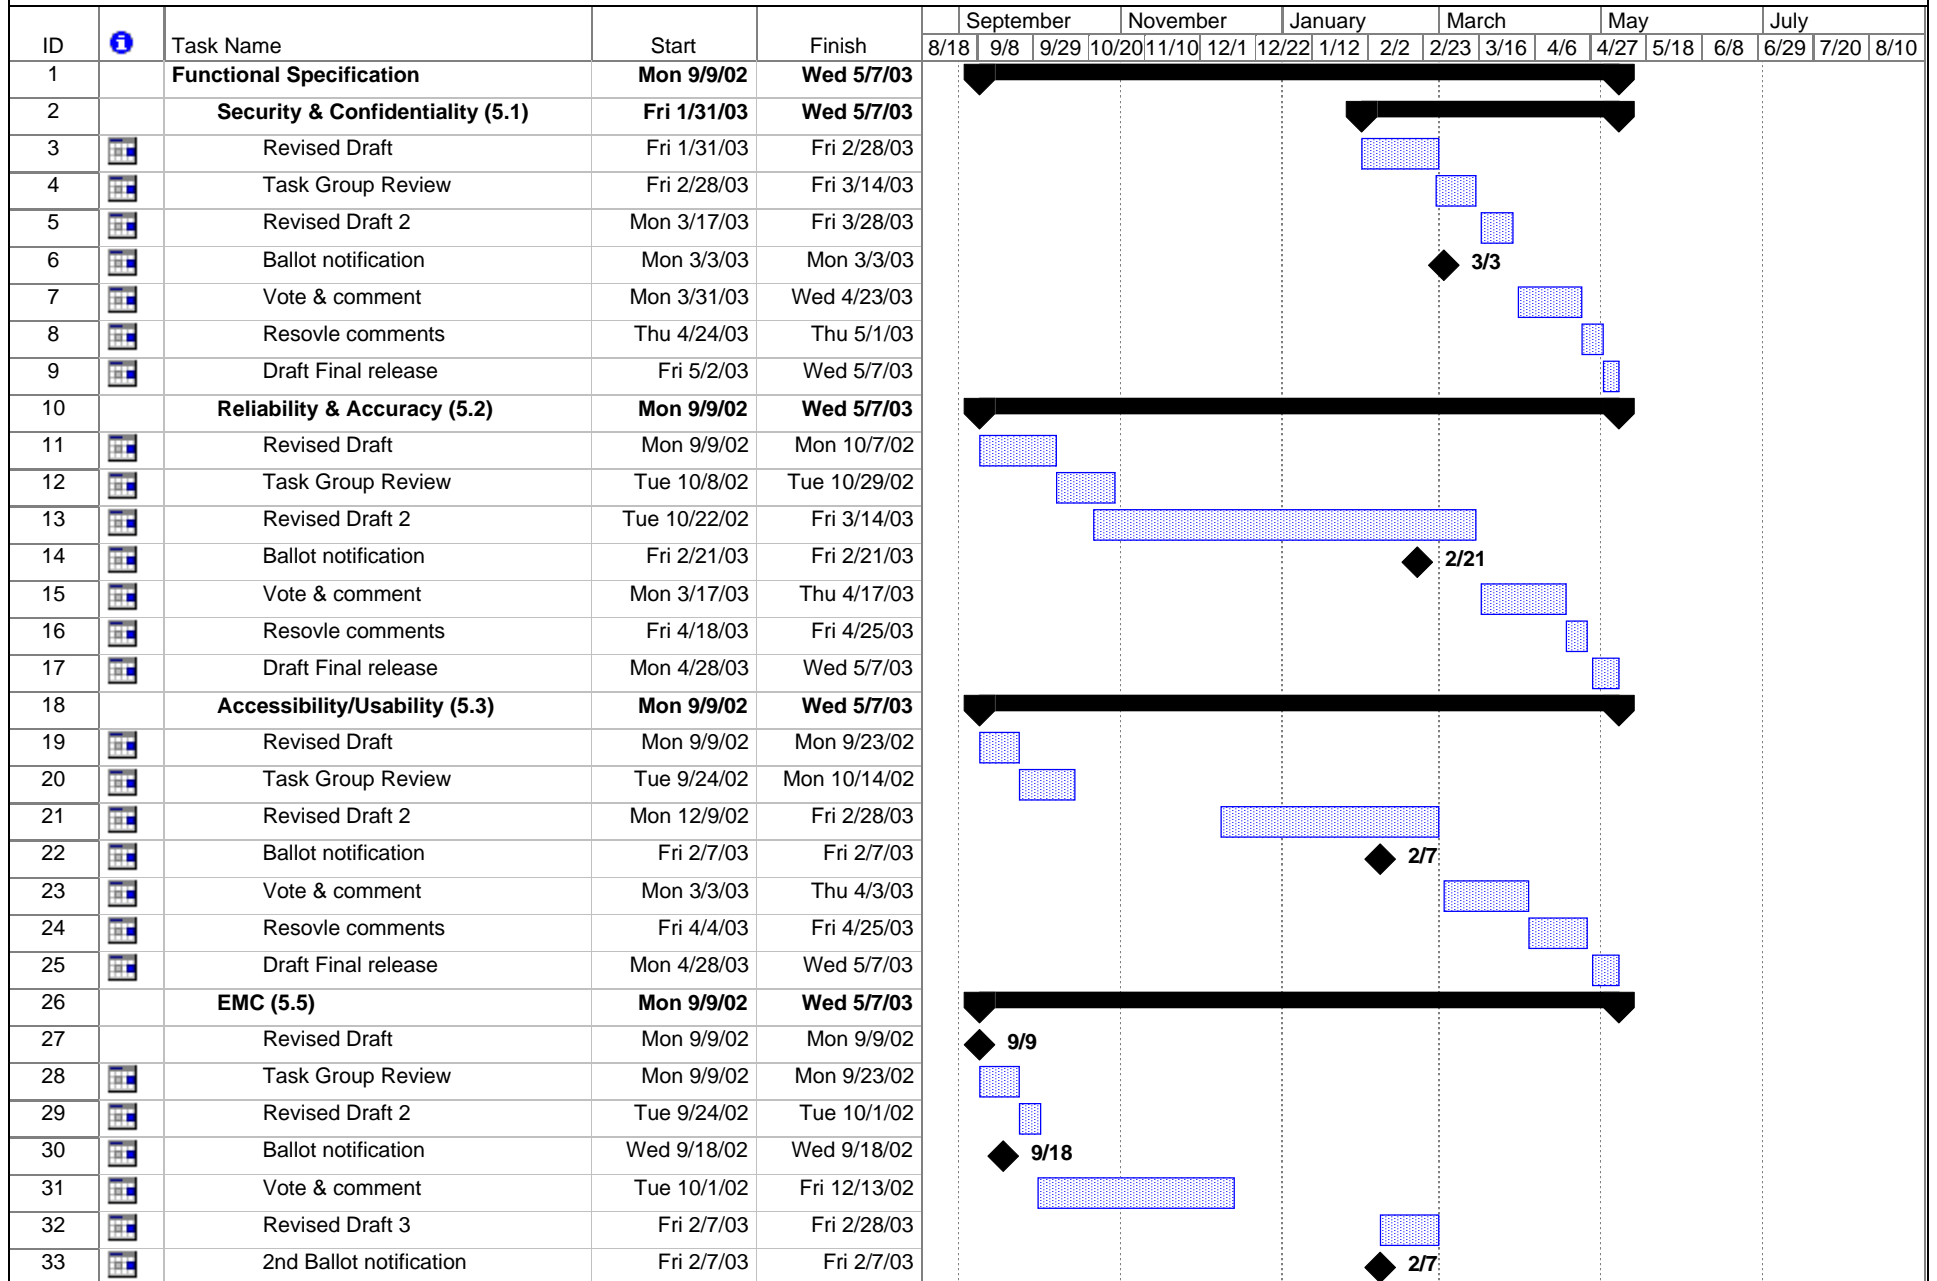 September November January March May July
ID Task Name Start Finish 8/18 9/8 9/29 10/20 11/10 12/1 12/22 1/12 2/2 2/23 3/16 4/6 4/27 5/18 6/8 6/29 7/20 8/10
1 Functional Specification Mon 9/9/02 Wed 5/7/03
2 Security & Confidentiality (5.1) Fri 1/31/03 Wed 5/7/03
3 Revised Draft Fri 1/31/03 Fri 2/28/03
4 Task Group Review Fri 2/28/03 Fri 3/14/03
5 Revised Draft 2 Mon 3/17/03 Fri 3/28/03
6 Ballot notification Mon 3/3/03 Mon 3/3/03 3/3
7 Vote & comment Mon 3/31/03 Wed 4/23/03
8 Resovle comments Thu 4/24/03 Thu 5/1/03
9 Draft Final release Fri 5/2/03 Wed 5/7/03
10 Reliability & Accuracy (5.2) Mon 9/9/02 Wed 5/7/03
11 Revised Draft Mon 9/9/02 Mon 10/7/02
12 Task Group Review Tue 10/8/02 Tue 10/29/02
13 Revised Draft 2 Tue 10/22/02 Fri 3/14/03
14 Ballot notification Fri 2/21/03 Fri 2/21/03 2/21
15 Vote & comment Mon 3/17/03 Thu 4/17/03
16 Resovle comments Fri 4/18/03 Fri 4/25/03
17 Draft Final release Mon 4/28/03 Wed 5/7/03
18 Accessibility/Usability (5.3) Mon 9/9/02 Wed 5/7/03
19 Revised Draft Mon 9/9/02 Mon 9/23/02
20 Task Group Review Tue 9/24/02 Mon 10/14/02
21 Revised Draft 2 Mon 12/9/02 Fri 2/28/03
22 Ballot notification Fri 2/7/03 Fri 2/7/03 2/7
23 Vote & comment Mon 3/3/03 Thu 4/3/03
24 Resovle comments Fri 4/4/03 Fri 4/25/03
25 Draft Final release Mon 4/28/03 Wed 5/7/03
26 EMC (5.5) Mon 9/9/02 Wed 5/7/03
27 Revised Draft Mon 9/9/02 Mon 9/9/02 9/9
28 Task Group Review Mon 9/9/02 Mon 9/23/02
29 Revised Draft 2 Tue 9/24/02 Tue 10/1/02
30 Ballot notification Wed 9/18/02 Wed 9/18/02 9/18
31 Vote & comment Tue 10/1/02 Fri 12/13/02
32 Revised Draft 3 Fri 2/7/03 Fri 2/28/03
33 2nd Ballot notification Fri 2/7/03 Fri 2/7/03 2/7